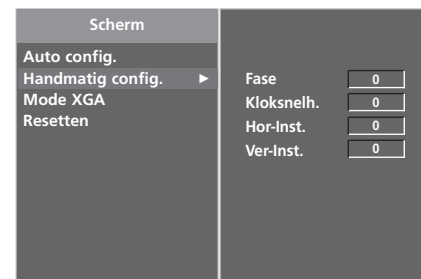 Scherm
Auto config.
Handmatig config. ►
Mode XGA
Resetten
Fase 0
Kloksnelh. 0
Hor-Inst. 0
Ver-Inst. 0